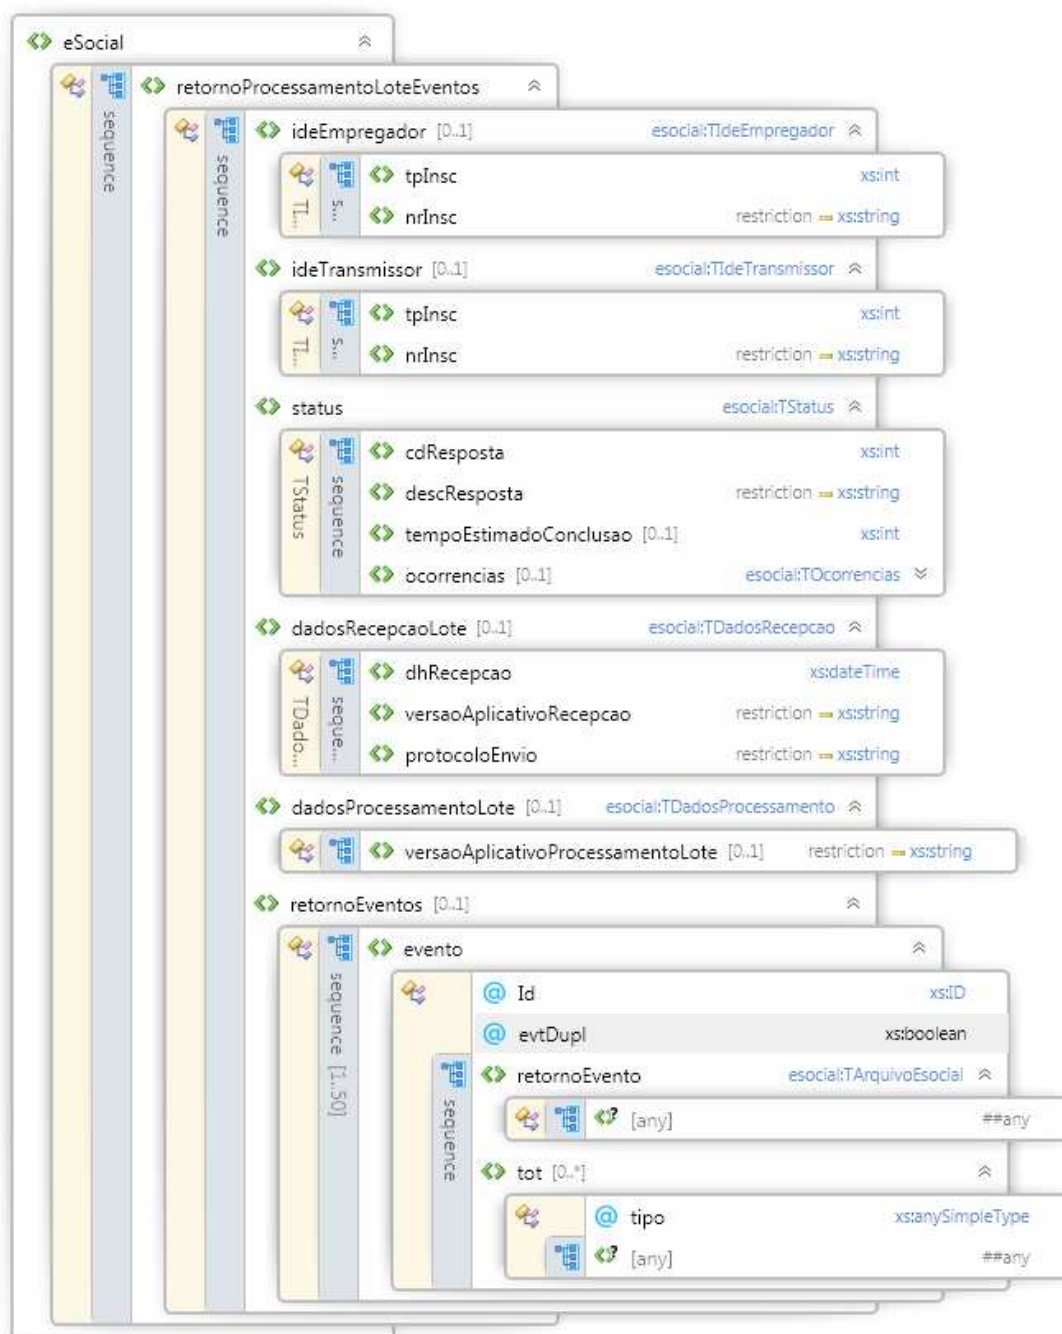 eSocial
sequence
retornoProcessamentoLoteEventos
sequence
ideEmpregador [0..1] esocial:TIdeEmpregador
TI...
s...
tpInsc xs:int
nrInsc restriction xs:string
ideTransmissor [0..1] esocial:TIdeTransmissor
TI...
s...
tpInsc xs:int
nrInsc restriction xs:string
status esocial:TStatus
TStatus
sequence
cdResposta xs:int
descResposta restriction xs:string
tempoEstimadoConclusao [0..1] xs:int
ocorrencias [0..1] esocial:TOcorrencias
dadosRecepcaoLote [0..1] esocial:TDadosRecepcao
TDado...
seque...
dhRecepcao xs:dateTime
versaoAplicativoRecepcao restriction xs:string
protocoloEnvio restriction xs:string
dadosProcessamentoLote [0..1] esocial:TDadosProcessamento
versaoAplicativoProcessamentoLote [0..1] restriction xs:string
retornoEventos [0..1]
sequence [1..50]
evento
@ Id xs:ID
@ evtDupl xs:boolean
sequence
retornoEvento esocial:TArquivoEsocial
[any] ##any
tot [0..*]
@ tipo xs:anySimpleType
[any] ##any